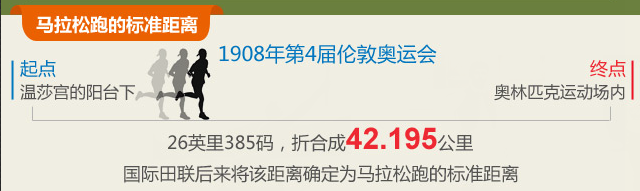 马拉松跑的标准距离
1908年第4届伦敦奥运会
起点
温莎宫的阳台下
终点
奥林匹克运动场内
26英里385码，折合成42.195公里
国际田联后来将该距离确定为马拉松跑的标准距离